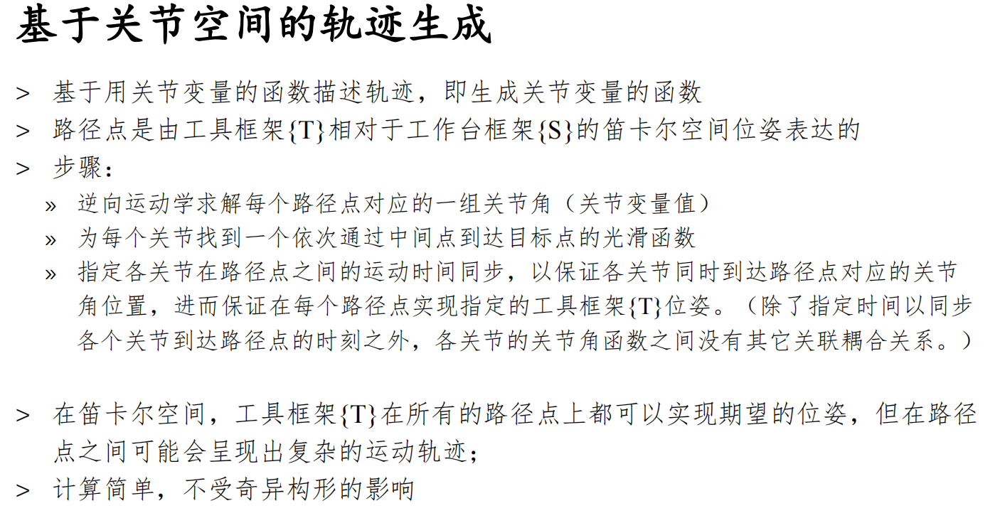 基于关节空间的轨迹生成
> 基于用关节变量的函数描述轨迹，即生成关节变量的函数
> 路径点是由工具框架{T}相对于工作台框架{S}的笛卡尔空间位姿表达的
> 步骤：
» 逆向运动学求解每个路径点对应的一组关节角（关节变量值）
» 为每个关节找到一个依次通过中间点到达目标点的光滑函数
» 指定各关节在路径点之间的运动时间同步，以保证各关节同时到达路径点对应的关节
角位置，进而保证在每个路径点实现指定的工具框架{T}位姿。（除了指定时间以同步
各个关节到达路径点的时刻之外，各关节的关节角函数之间没有其它关联耦合关系。）
> 在笛卡尔空间，工具框架{T}在所有的路径点上都可以实现期望的位姿，但在路径
点之间可能会呈现出复杂的运动轨迹；
> 计算简单，不受奇异构形的影响